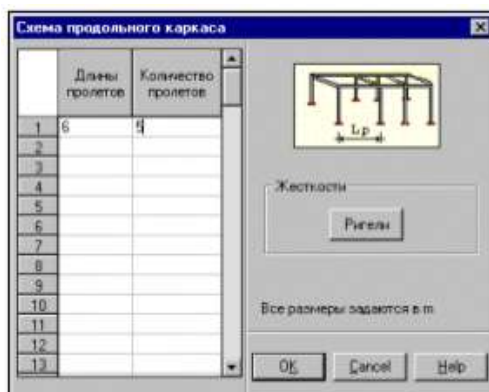 Схема продольного каркаса
Длины пролетов
Количество пролетов
1 6 5
2
3
4
5
6
7
8
9
10
11
12
13
Lp
Жесткости
Ригели
Все размеры задаются в m
OK Cancel Help